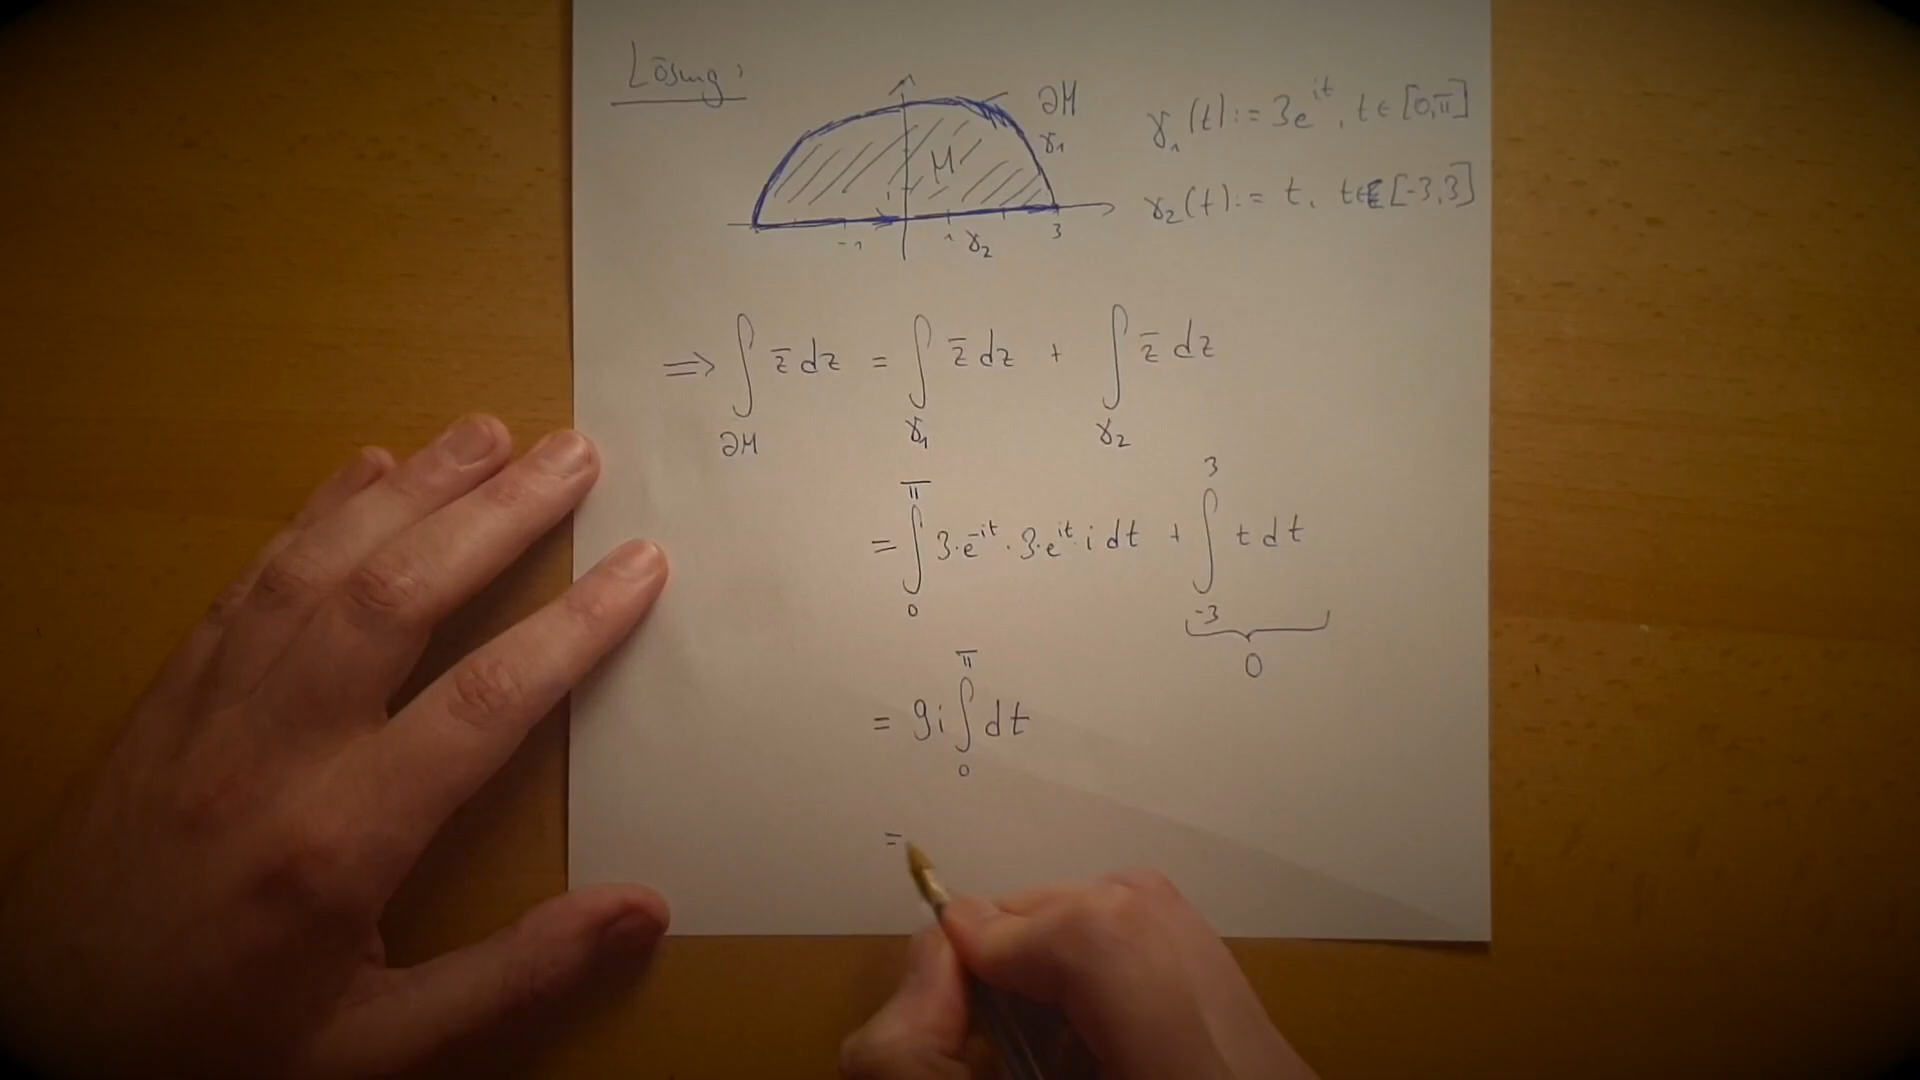 Lösung:
∂M
γ₁
M
i
-1 1 γ₂ 3
γ₁(t):= 3e^{it}, t∈[0,π]
γ₂(t):= t, t∈[-3,3]
⟹ ∫_{∂M} z̄ dz = ∫_{γ₁} z̄ dz + ∫_{γ₂} z̄ dz
= ∫_0^π 3·e^{-it}·3·e^{it}·i dt + ∫_{-3}^3 t dt
0
= 9i ∫_0^π dt
=